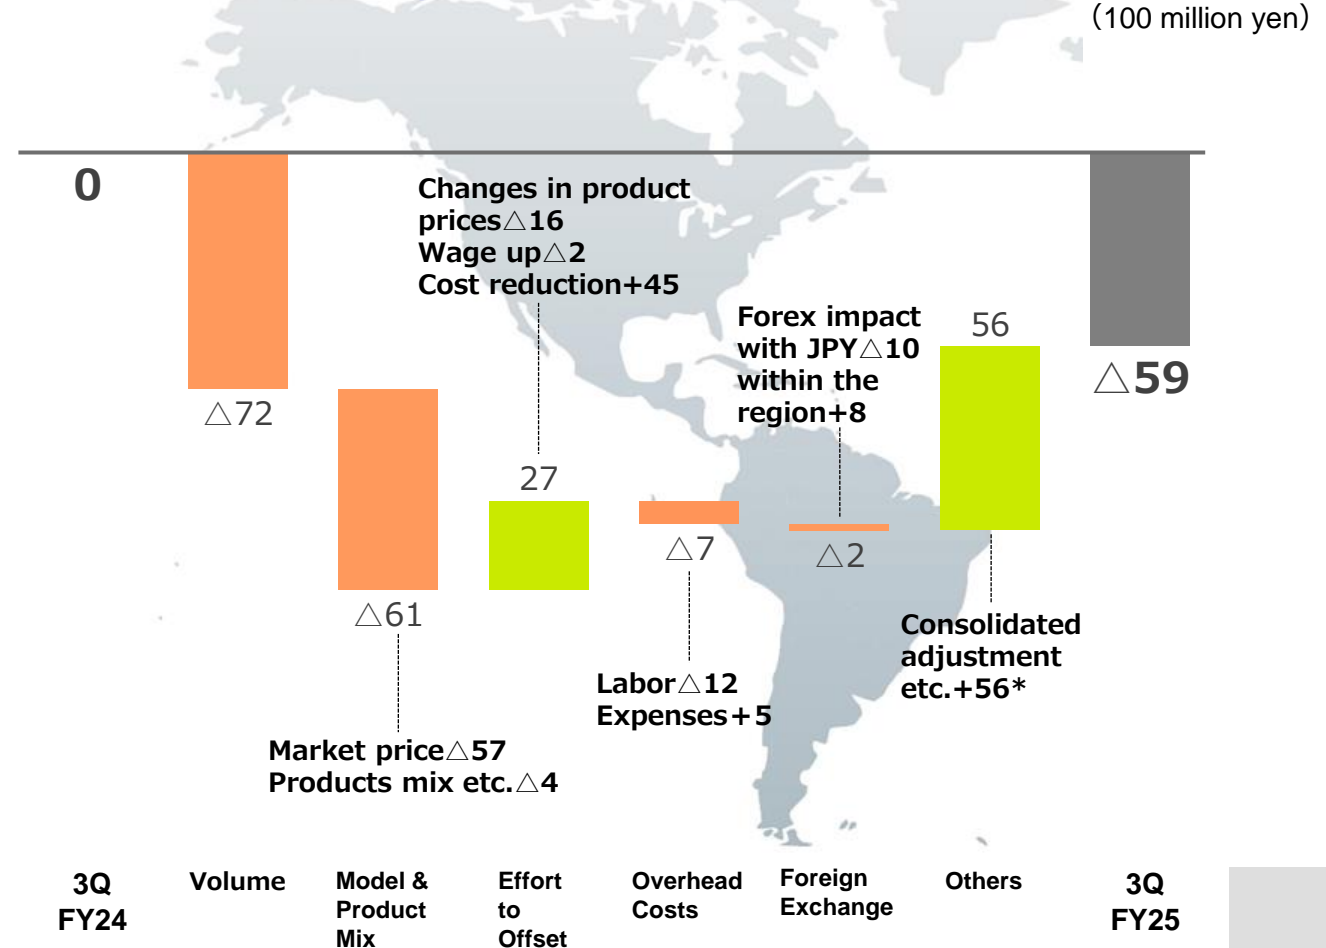 （100 million yen）
0
Changes in product
prices△16
Wage up△2
Cost reduction+45
Forex impact
with JPY△10
within the
region+8
56
△59
△72
27
△7
△2
△61
Consolidated
adjustment
etc.+56*
Labor△12
Expenses+5
Market price△57
Products mix etc.△4
3Q
FY24
Volume
Model &
Product
Mix
Effort
to
Offset
Overhead
Costs
Foreign
Exchange
Others
3Q
FY25